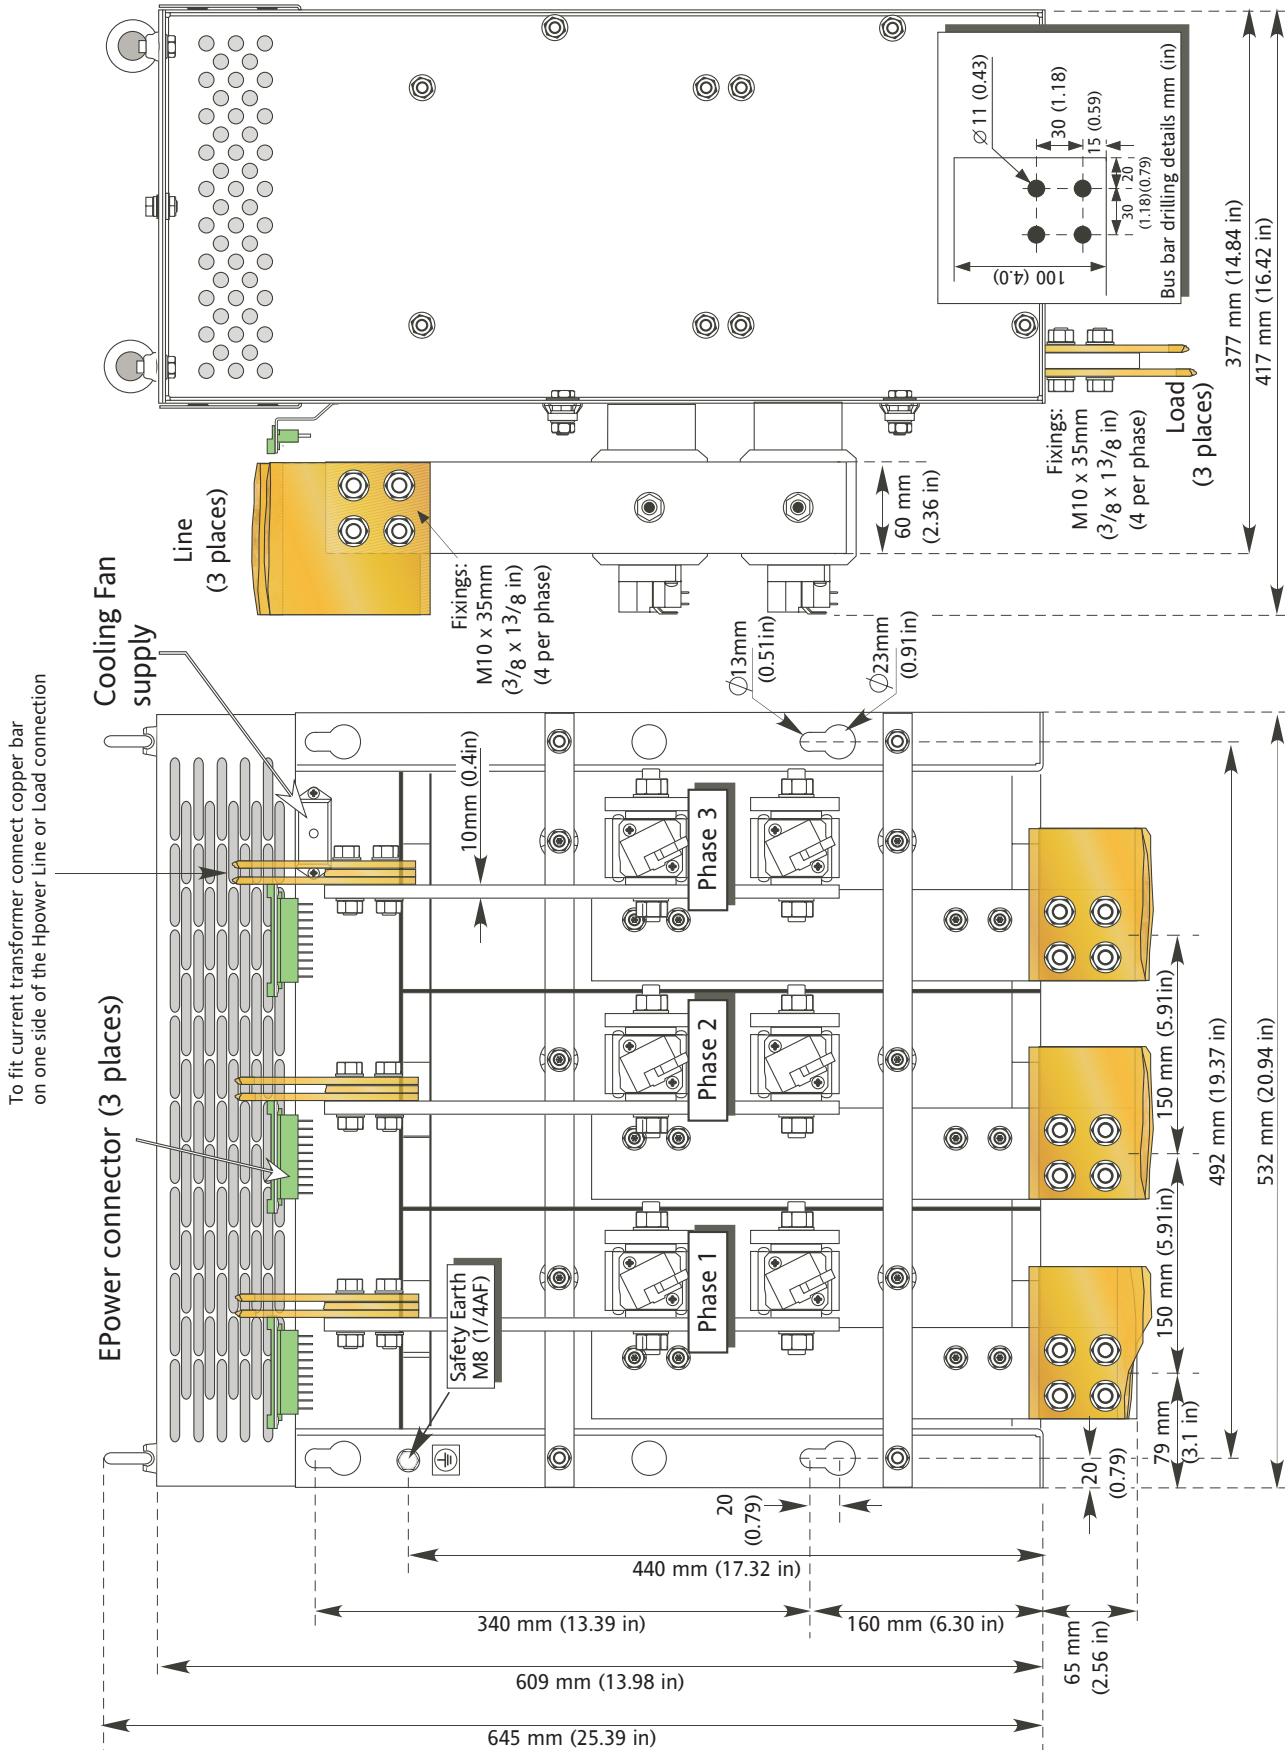 To fit current transformer connect copper bar
on one side of the Hpower Line or Load connection
EPower connector (3 places)
Cooling Fan
supply
Line
(3 places)
Fixings:
M10 x 35mm
(3/8 x 1 3/8 in)
(4 per phase)
∅13mm
(0.51in)
∅23mm
(0.91in)
10mm (0.4in)
Phase 3
Phase 2
Phase 1
Safety Earth
M8 (1/4AF)
60 mm
(2.36 in)
Fixings:
M10 x 35mm
(3/8 x 1 3/8 in)
(4 per phase)
Load
(3 places)
∅ 11 (0.43)
30 (1.18)
15 (0.59)
20
(0.79)
30
(1.18)
100 (4.0)
Bus bar drilling details mm (in)
377 mm (14.84 in)
417 mm (16.42 in)
150 mm (5.91in)
150 mm (5.91in)
79 mm
(3.1 in)
20
(0.79)
492 mm (19.37 in)
532 mm (20.94 in)
20
(0.79)
440 mm (17.32 in)
340 mm (13.39 in)
160 mm (6.30 in)
65 mm
(2.56 in)
609 mm (13.98 in)
645 mm (25.39 in)